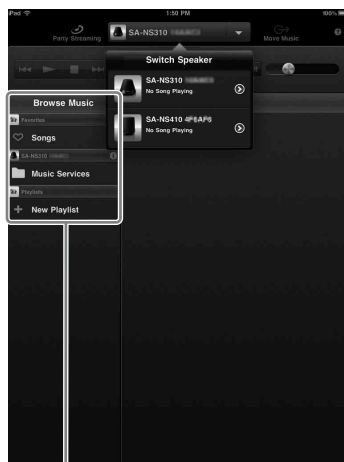 iPad 1:50 PM 100%
Party Streaming SA-NS310 Move Music
Switch Speaker
SA-NS310
No Song Playing
SA-NS410 4F6AF6
No Song Playing
Browse Music
Favorites
Songs
SA-NS310
Music Services
Playlists
New Playlist